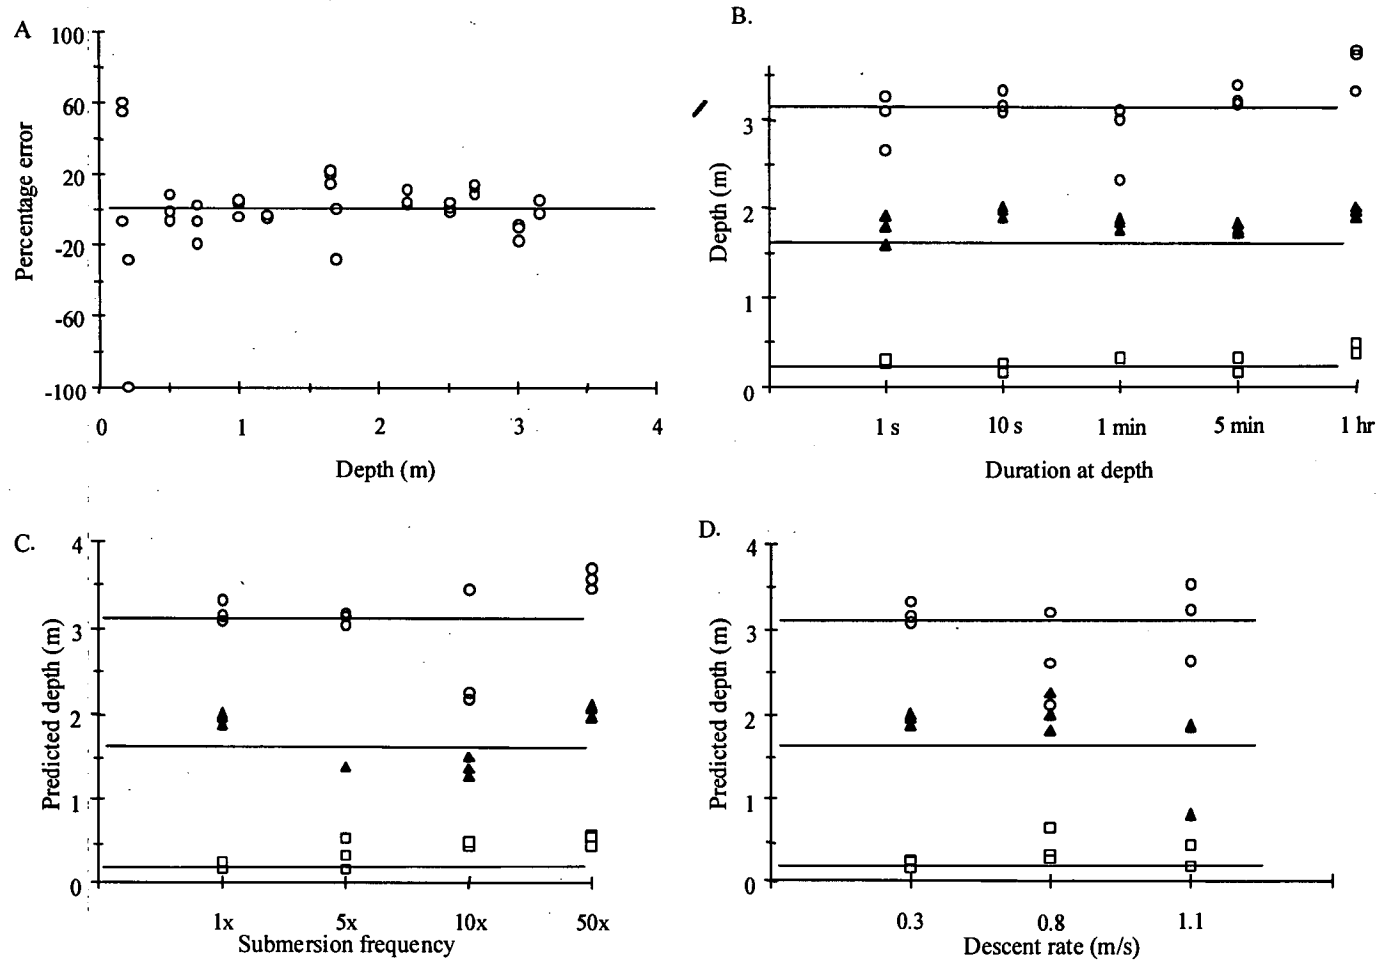 A
100
60
20
-20
-60
-100
Percentage error
0 1 2 3 4
Depth (m)
B.
3
2
1
0
Depth (m)
1 s 10 s 1 min 5 min 1 hr
Duration at depth
C.
4
3
2
1
0
Predicted depth (m)
1x 5x 10x 50x
Submersion frequency
D.
4
3
2
1
0
Predicted depth (m)
0.3 0.8 1.1
Descent rate (m/s)